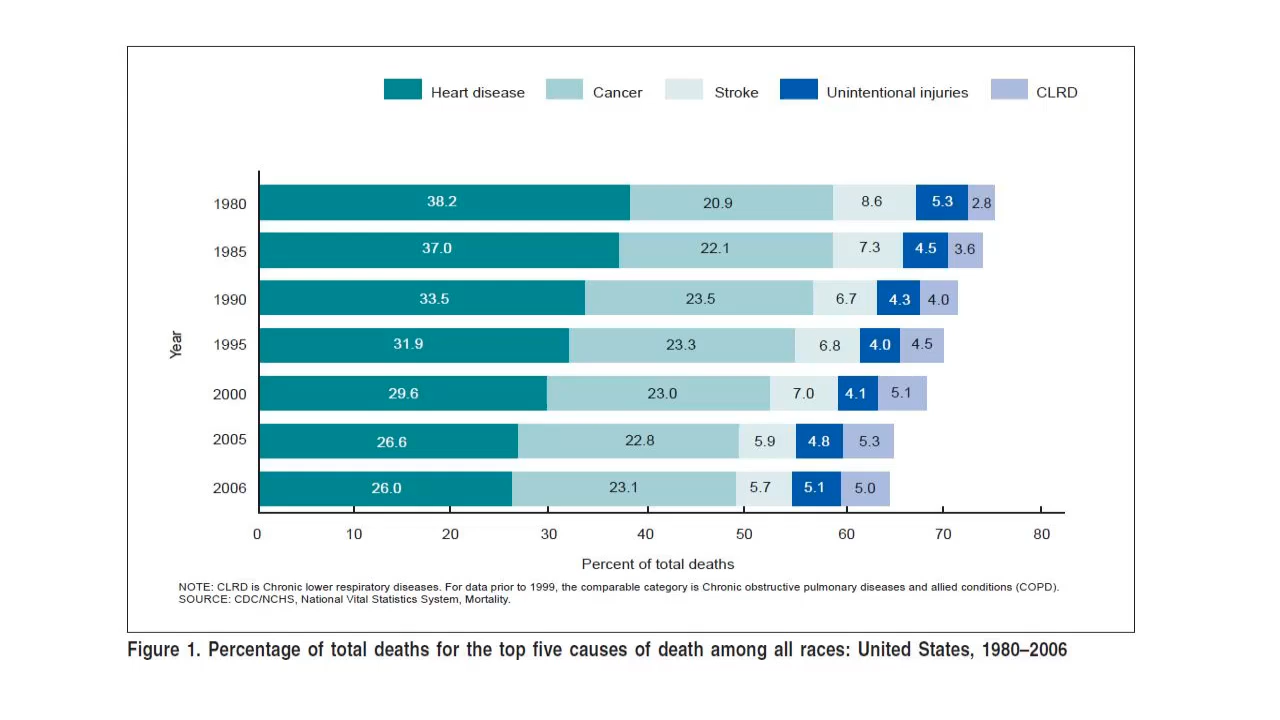 Heart disease Cancer Stroke Unintentional injuries CLRD
1980 38.2 20.9 8.6 5.3 2.8
1985 37.0 22.1 7.3 4.5 3.6
1990 33.5 23.5 6.7 4.3 4.0
1995 31.9 23.3 6.8 4.0 4.5
2000 29.6 23.0 7.0 4.1 5.1
2005 26.6 22.8 5.9 4.8 5.3
2006 26.0 23.1 5.7 5.1 5.0
Year
0 10 20 30 40 50 60 70 80
Percent of total deaths
NOTE: CLRD is Chronic lower respiratory diseases. For data prior to 1999, the comparable category is Chronic obstructive pulmonary diseases and allied conditions (COPD).
SOURCE: CDC/NCHS, National Vital Statistics System, Mortality.
Figure 1. Percentage of total deaths for the top five causes of death among all races: United States, 1980–2006